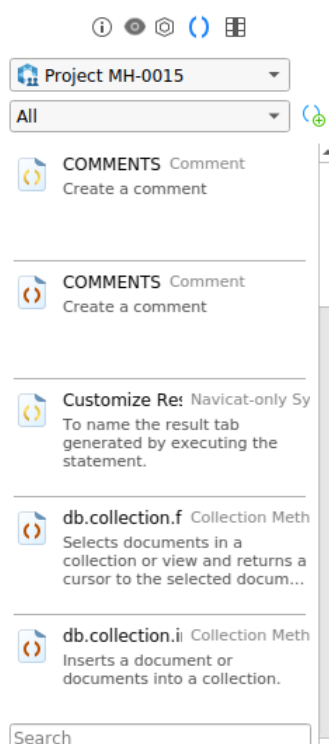 Project MH-0015
All
COMMENTS Comment
Create a comment
COMMENTS Comment
Create a comment
Customize Res Navicat-only Sy
To name the result tab
generated by executing the
statement.
db.collection.f Collection Meth
Selects documents in a
collection or view and returns a
cursor to the selected docum...
db.collection.i Collection Meth
Inserts a document or
documents into a collection.
Search